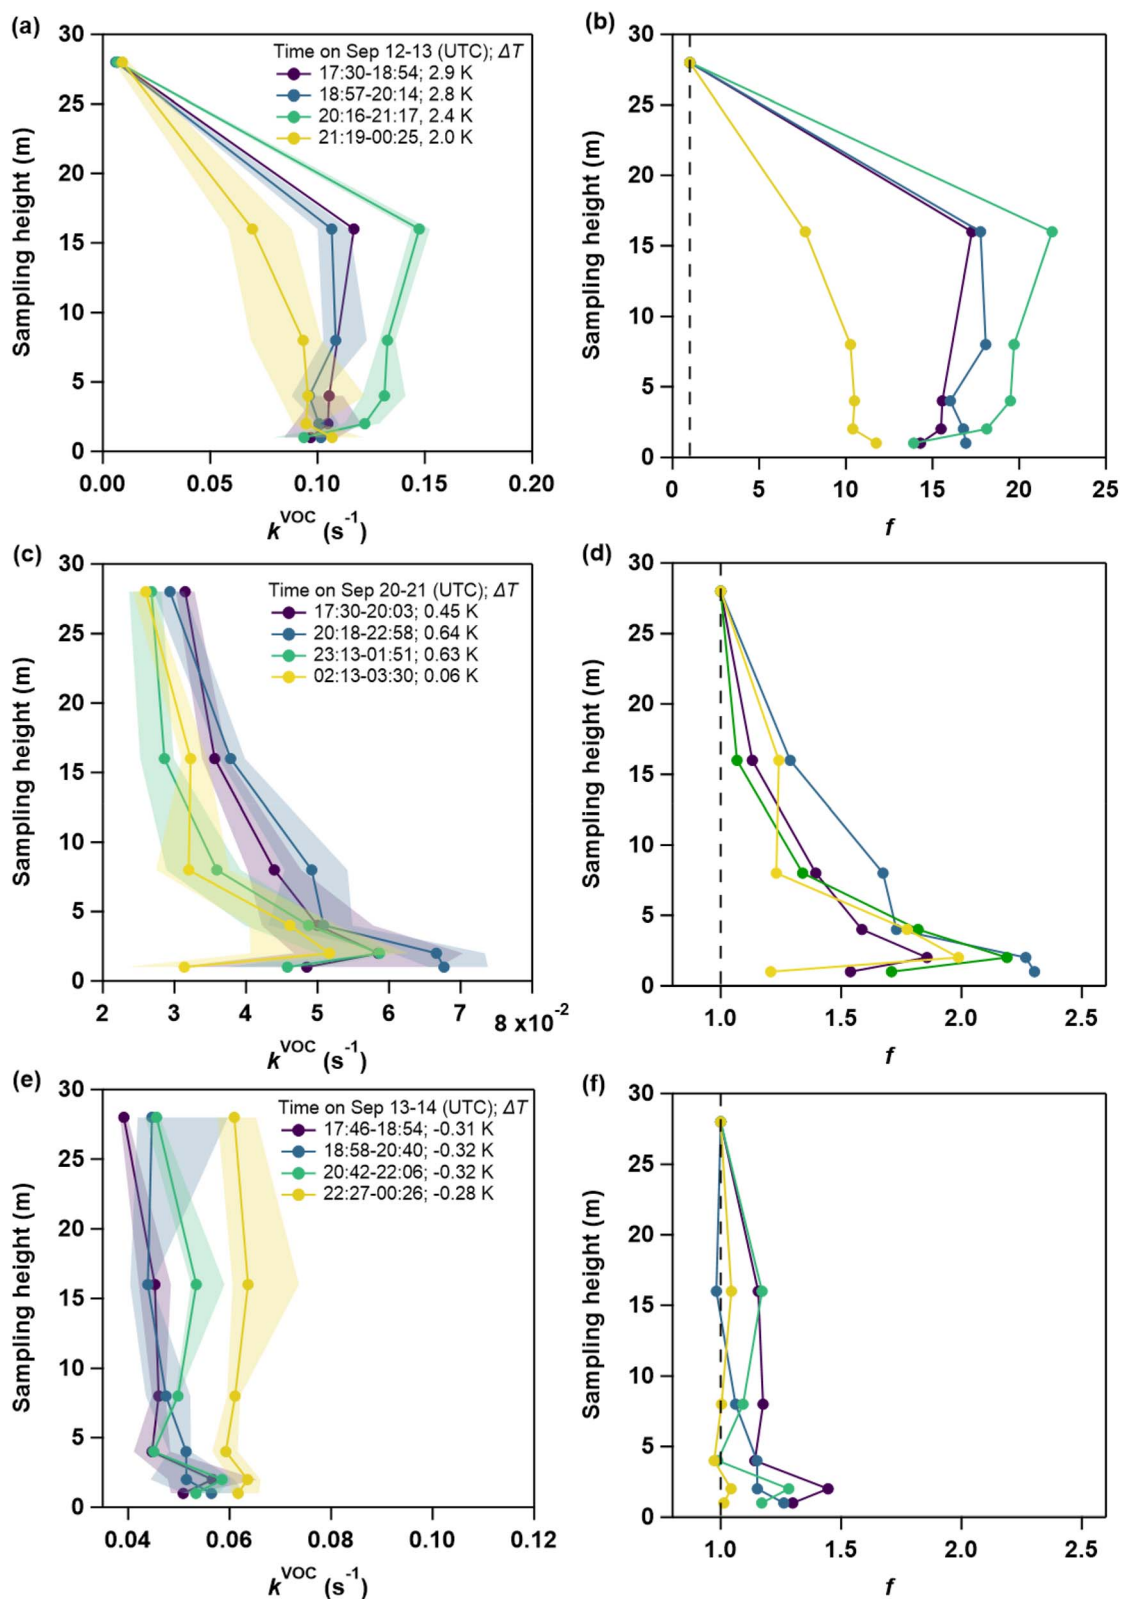 (a)
30
25
20
15
10
5
0
Sampling height (m)
Time on Sep 12-13 (UTC); ΔT
17:30-18:54; 2.9 K
18:57-20:14; 2.8 K
20:16-21:17, 2.4 K
21:19-00:25, 2.0 K
0.00 0.05 0.10 0.15 0.20
k^VOC (s^-1)
(b)
30
25
20
15
10
5
0
Sampling height (m)
0 5 10 15 20 25
f
(c)
30
25
20
15
10
5
0
Sampling height (m)
Time on Sep 20-21 (UTC); ΔT
17:30-20:03; 0.45 K
20:18-22:58; 0.64 K
23:13-01:51; 0.63 K
02:13-03:30; 0.06 K
2 3 4 5 6 7 8 x10^-2
k^VOC (s^-1)
(d)
30
25
20
15
10
5
0
Sampling height (m)
1.0 1.5 2.0 2.5
f
(e)
30
25
20
15
10
5
0
Sampling height (m)
Time on Sep 13-14 (UTC); ΔT
17:46-18:54; -0.31 K
18:58-20:40; -0.32 K
20:42-22:06; -0.32 K
22:27-00:26; -0.28 K
0.04 0.06 0.08 0.10 0.12
k^VOC (s^-1)
(f)
30
25
20
15
10
5
0
Sampling height (m)
1.0 1.5 2.0 2.5
f